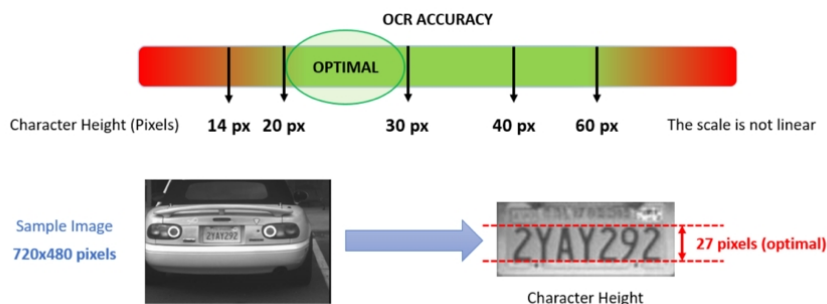 OCR ACCURACY
OPTIMAL
Character Height (Pixels) 14 px 20 px 30 px 40 px 60 px The scale is not linear
Sample Image
720x480 pixels
2YAY292
2YAY292
27 pixels (optimal)
Character Height